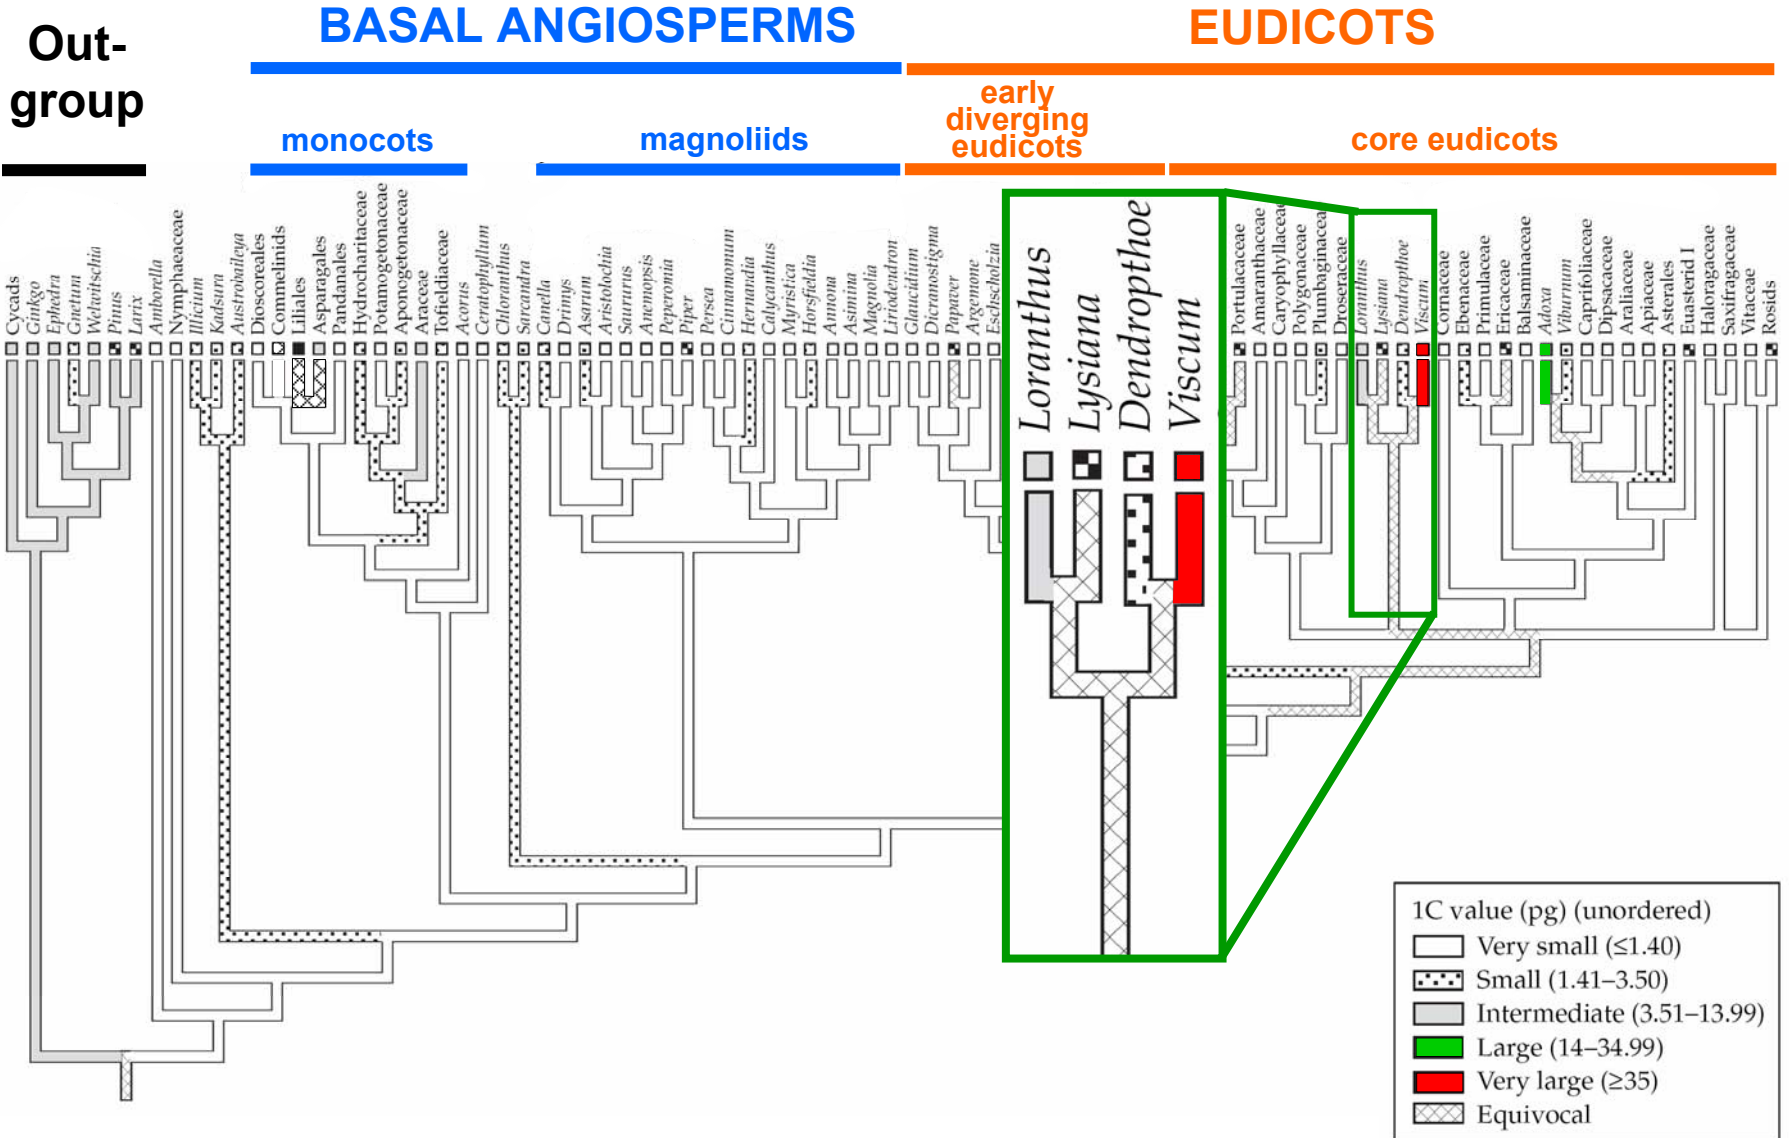 BASAL ANGIOSPERMS
EUDICOTS
Out-
group
early
diverging
eudicots
monocots
magnoliids
core eudicots
Cycads
Ginkgo
Ephedra
Gnetum
Welwitschia
Pinus
Larix
Amborella
Nymphaeaceae
Illicium
Kadsura
Austrobaileya
Dioscoreales
Commelinids
Liliales
Asparagales
Pandanales
Hydrocharitaceae
Potamogetonaceae
Aponogetonaceae
Araceae
Tofieldiaceae
Acorus
Ceratophyllum
Chloranthus
Sarcandra
Canella
Drimys
Asarum
Aristolochia
Saururus
Anemopsis
Peperomia
Piper
Persea
Cinnamomum
Hernandia
Calycanthus
Myristica
Horsfieldia
Annona
Asimina
Magnolia
Liriodendron
Glaucidium
Dicranostigma
Papaver
Argemone
Eschscholzia
Loranthus
Lysiana
Dendropthoe
Viscum
Portulacaceae
Amaranthaceae
Caryophyllaceae
Polygonaceae
Plumbaginacea
Droseraceae
Loranthus
Lysiana
Dendropthoe
Viscum
Cornaceae
Ebenaceae
Primulaceae
Ericaceae
Balsaminaceae
Adoxa
Viburnum
Caprifoliaceae
Dipsacaceae
Araliaceae
Apiaceae
Asterales
Euasterid I
Haloragaceae
Saxifragaceae
Vitaceae
Rosids
1C value (pg) (unordered)
Very small (≤1.40)
Small (1.41–3.50)
Intermediate (3.51–13.99)
Large (14–34.99)
Very large (≥35)
Equivocal